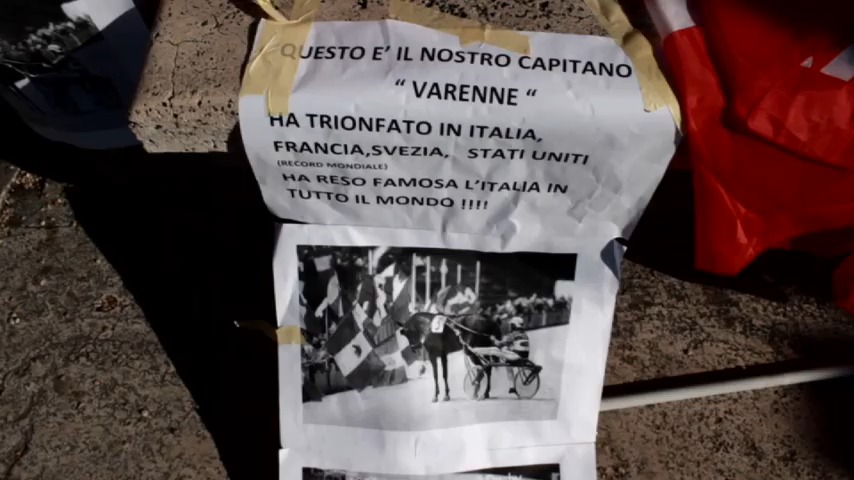 QUESTO E' IL NOSTRO CAPITANO
“ VARENNE “
HA TRIONFATO IN ITALIA,
FRANCIA,SVEZIA, STATI UNITI
(RECORD MONDIALE)
HA RESO FAMOSA L'ITALIA IN
TUTTO IL MONDO !!!!